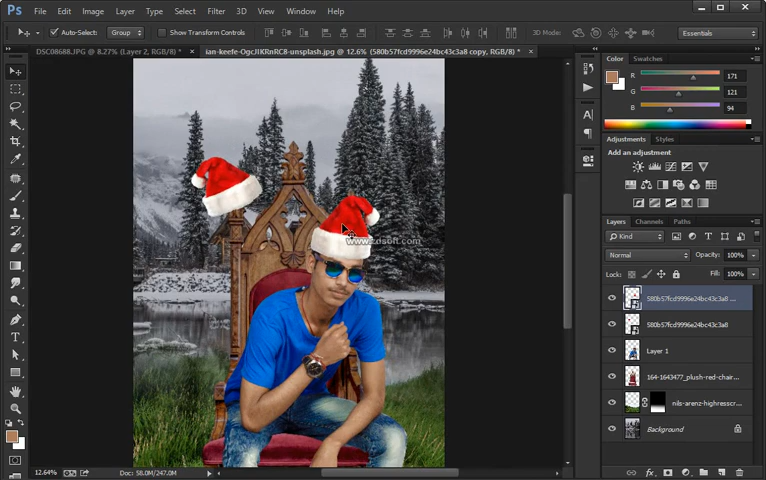 Ps File Edit Image Layer Type Select Filter 3D View Window Help
Auto-Select: Group Show Transform Controls 3D Mode: Essentials
DSC08688.JPG @ 8.27% (Layer 2, RGB/8) * × ian-keefe-OgcJIKRnRC8-unsplash.jpg @ 12.6% (580b57fcd9996e24bc43c3a8 copy, RGB/8) * ×
Color Swatches
R 171
G 121
B 94
Adjustments Styles
Add an adjustment
Layers Channels Paths
Kind
Normal Opacity: 100%
Lock: Fill: 100%
580b57fcd9996e24bc43c3a8 ...
580b57fcd9996e24bc43c3a8
Layer 1
164-1643477_plush-red-chair...
nils-arenz-highresscr...
Background
www.zdsoft.com
12.64% Doc: 58.0M/247.0M